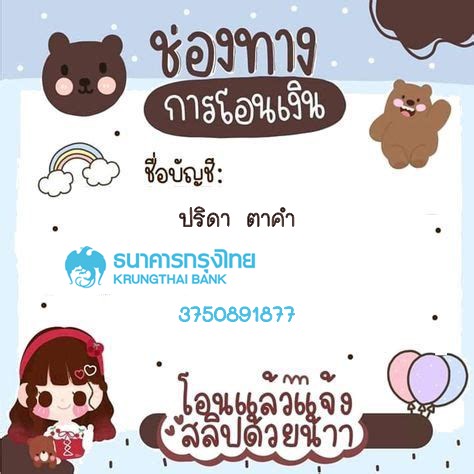 ช่องทาง
การโอนเงิน
ชื่อบัญชี:
ปริดา ตาคำ
ธนาคารกรุงไทย
KRUNGTHAI BANK
3750891877
โอนแล้วแจ้ง
สลิปด้วยน้าา